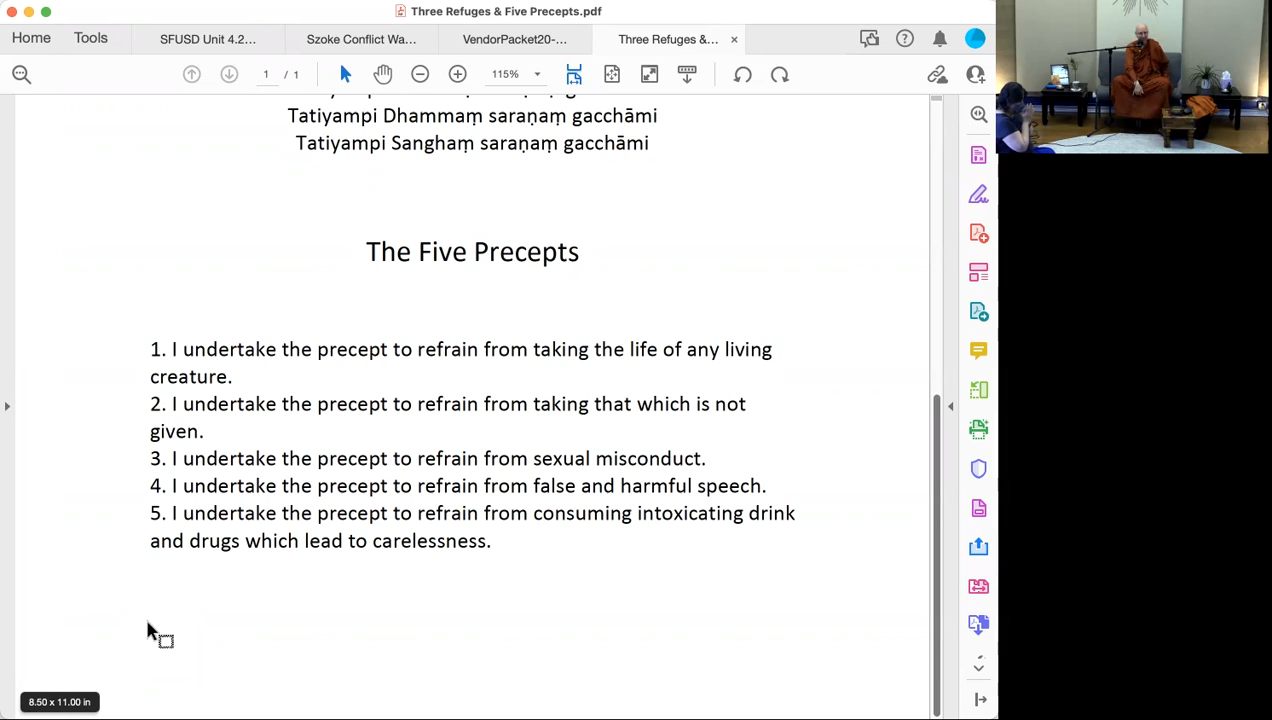 Three Refuges & Five Precepts.pdf
Home Tools SFUSD Unit 4.2... Szoke Conflict Wa... VendorPacket20-... Three Refuges &... ×
1 / 1 115%
Tatiyampi Dhammaṃ saraṇaṃ gacchāmi
Tatiyampi Sanghaṃ saraṇaṃ gacchāmi
The Five Precepts
1. I undertake the precept to refrain from taking the life of any living
creature.
2. I undertake the precept to refrain from taking that which is not
given.
3. I undertake the precept to refrain from sexual misconduct.
4. I undertake the precept to refrain from false and harmful speech.
5. I undertake the precept to refrain from consuming intoxicating drink
and drugs which lead to carelessness.
8.50 x 11.00 in